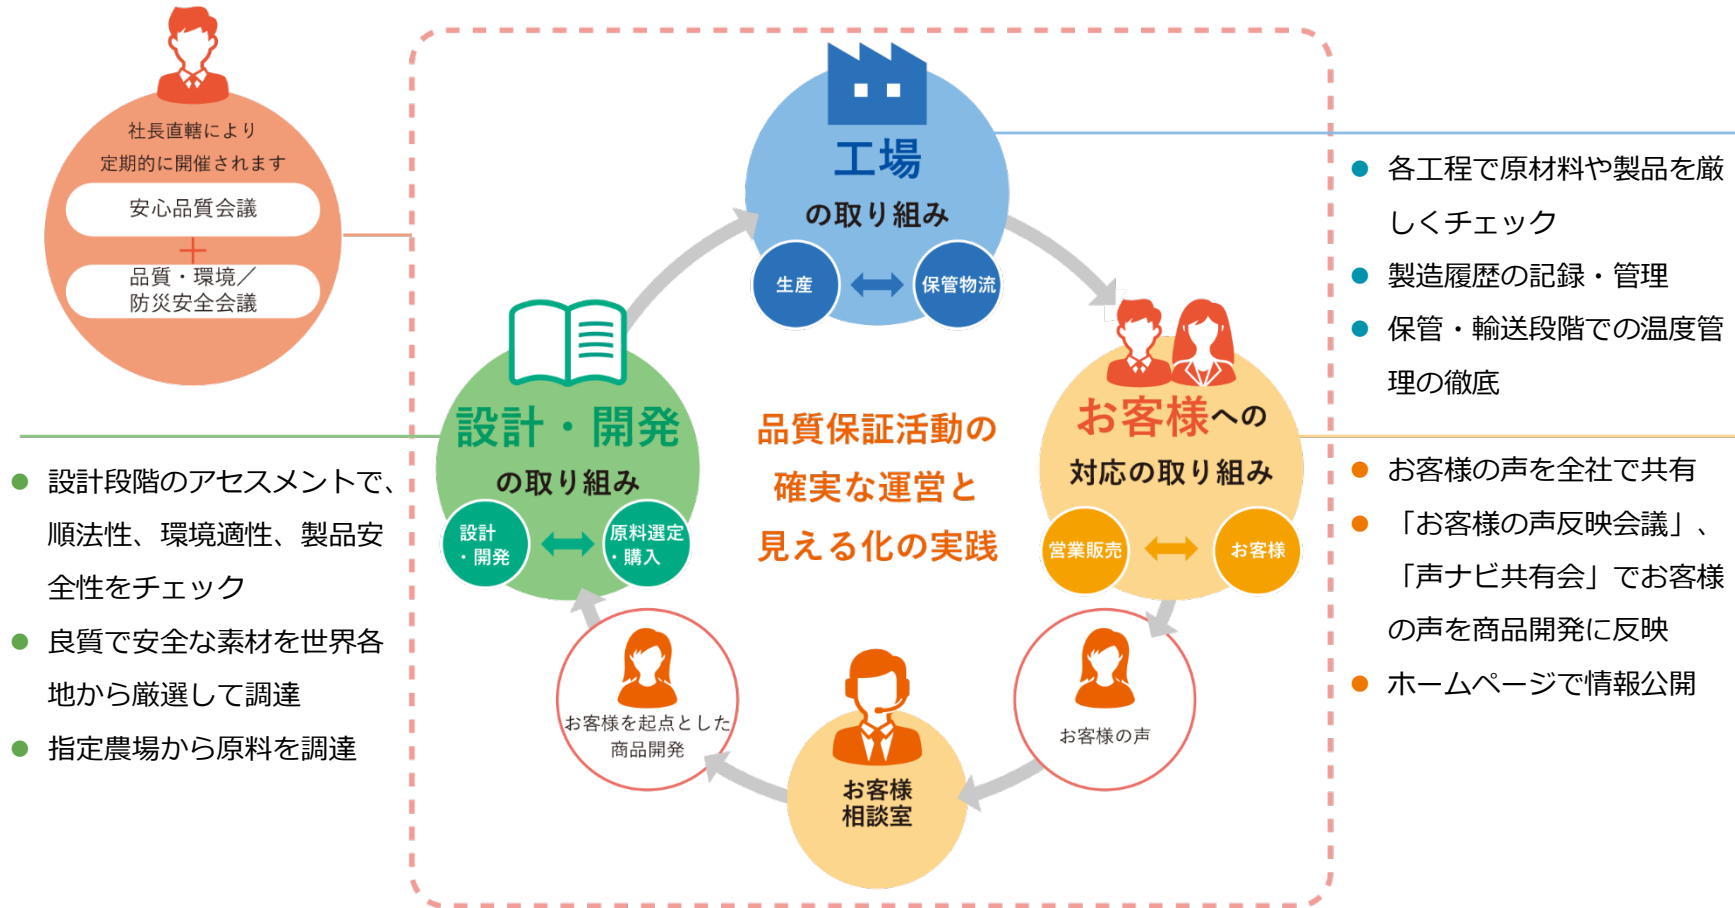 社長直轄により
定期的に開催されます
安心品質会議
品質・環境／
防災安全会議
工場
の取り組み
生産
保管物流
各工程で原材料や製品を厳
しくチェック
製造履歴の記録・管理
保管・輸送段階での温度管
理の徹底
設計・開発
の取り組み
設計
・開発
原料選定
・購入
品質保証活動の
確実な運営と
見える化の実践
お客様への
対応の取り組み
営業販売
お客様
設計段階のアセスメントで、
順法性、環境適性、製品安
全性をチェック
良質で安全な素材を世界各
地から厳選して調達
指定農場から原料を調達
お客様の声を全社で共有
「お客様の声反映会議」、
「声ナビ共有会」でお客様
の声を商品開発に反映
ホームページで情報公開
お客様を起点とした
商品開発
お客様
相談室
お客様の声